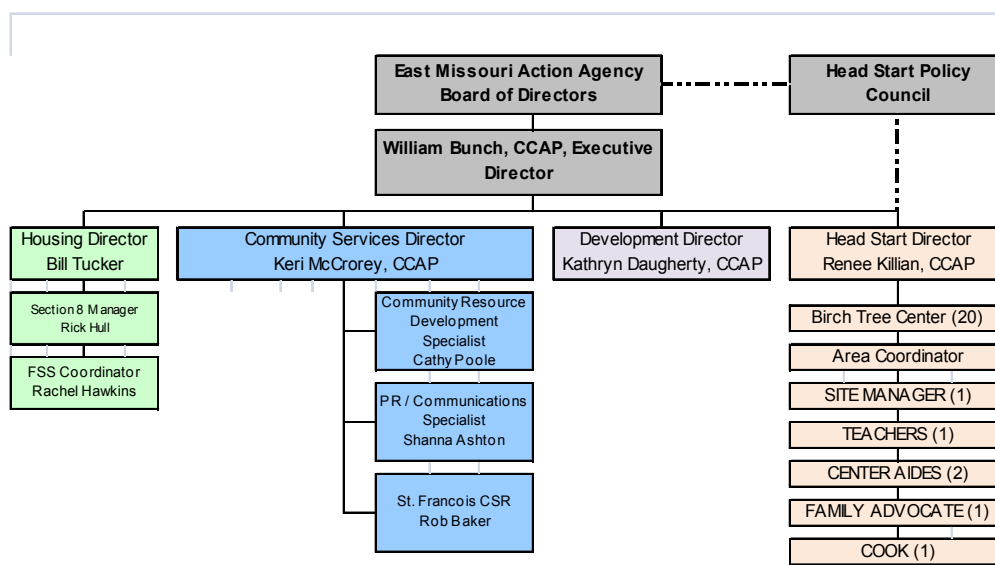 East Missouri Action Agency
Board of Directors
Head Start Policy
Council
William Bunch, CCAP, Executive
Director
Housing Director
Bill Tucker
Community Services Director
Keri McCrorey, CCAP
Development Director
Kathryn Daugherty, CCAP
Head Start Director
Renee Killian, CCAP
Section 8 Manager
Rick Hull
FSS Coordinator
Rachel Hawkins
Community Resource
Development
Specialist
Cathy Poole
PR / Communications
Specialist
Shanna Ashton
St. Francois CSR
Rob Baker
Birch Tree Center (20)
Area Coordinator
SITE MANAGER (1)
TEACHERS (1)
CENTER AIDES (2)
FAMILY ADVOCATE (1)
COOK (1)